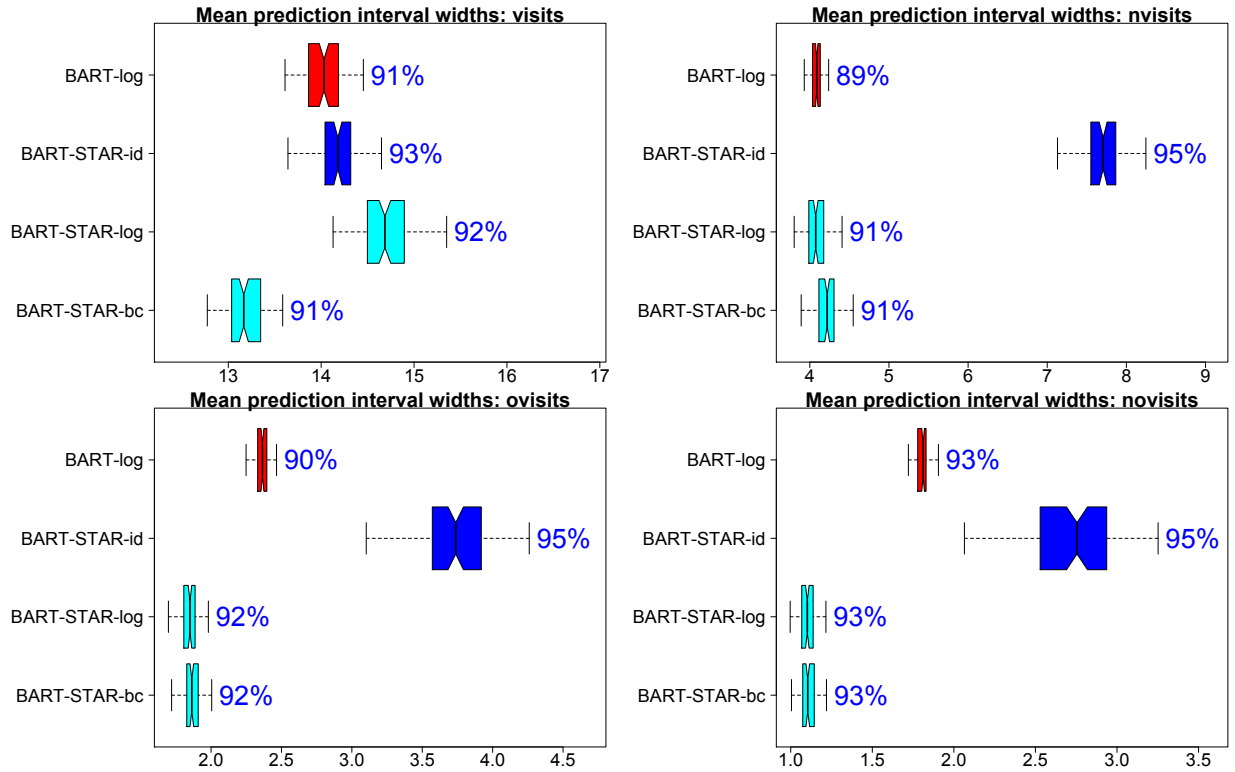 Mean prediction interval widths: visits
BART-log
91%
BART-STAR-id
93%
BART-STAR-log
92%
BART-STAR-bc
91%
13 14 15 16 17
Mean prediction interval widths: nvisits
BART-log
89%
BART-STAR-id
95%
BART-STAR-log
91%
BART-STAR-bc
91%
4 5 6 7 8 9
Mean prediction interval widths: ovisits
BART-log
90%
BART-STAR-id
95%
BART-STAR-log
92%
BART-STAR-bc
92%
2.0 2.5 3.0 3.5 4.0 4.5
Mean prediction interval widths: novisits
BART-log
93%
BART-STAR-id
95%
BART-STAR-log
93%
BART-STAR-bc
93%
1.0 1.5 2.0 2.5 3.0 3.5